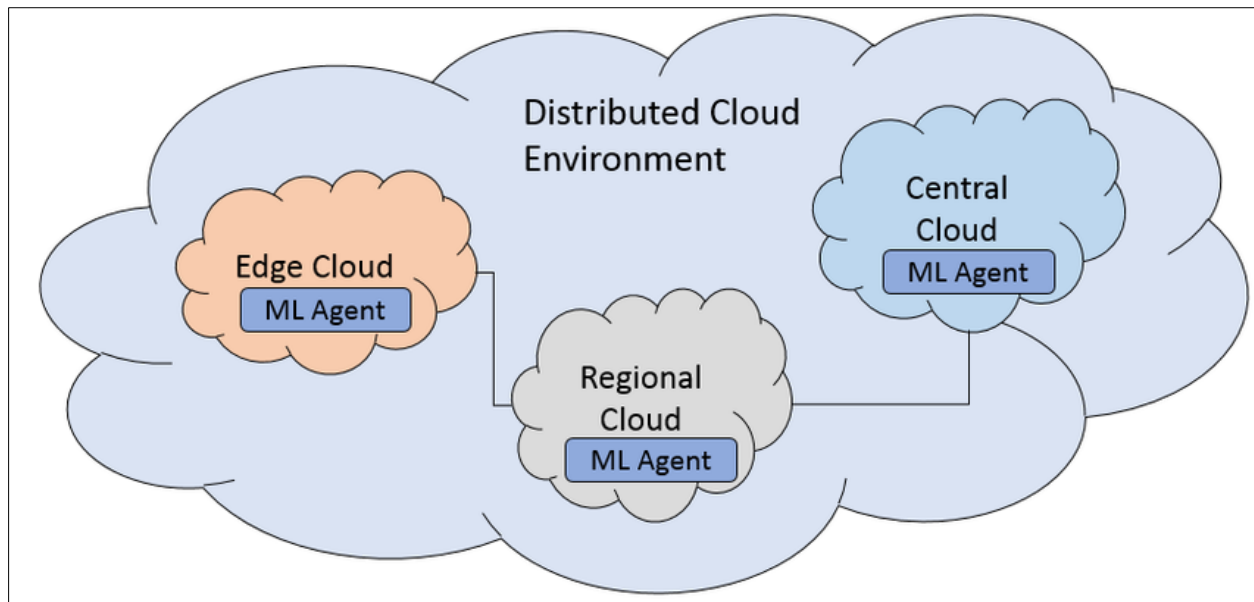 Distributed Cloud
Environment
Edge Cloud
ML Agent
Regional
Cloud
ML Agent
Central
Cloud
ML Agent